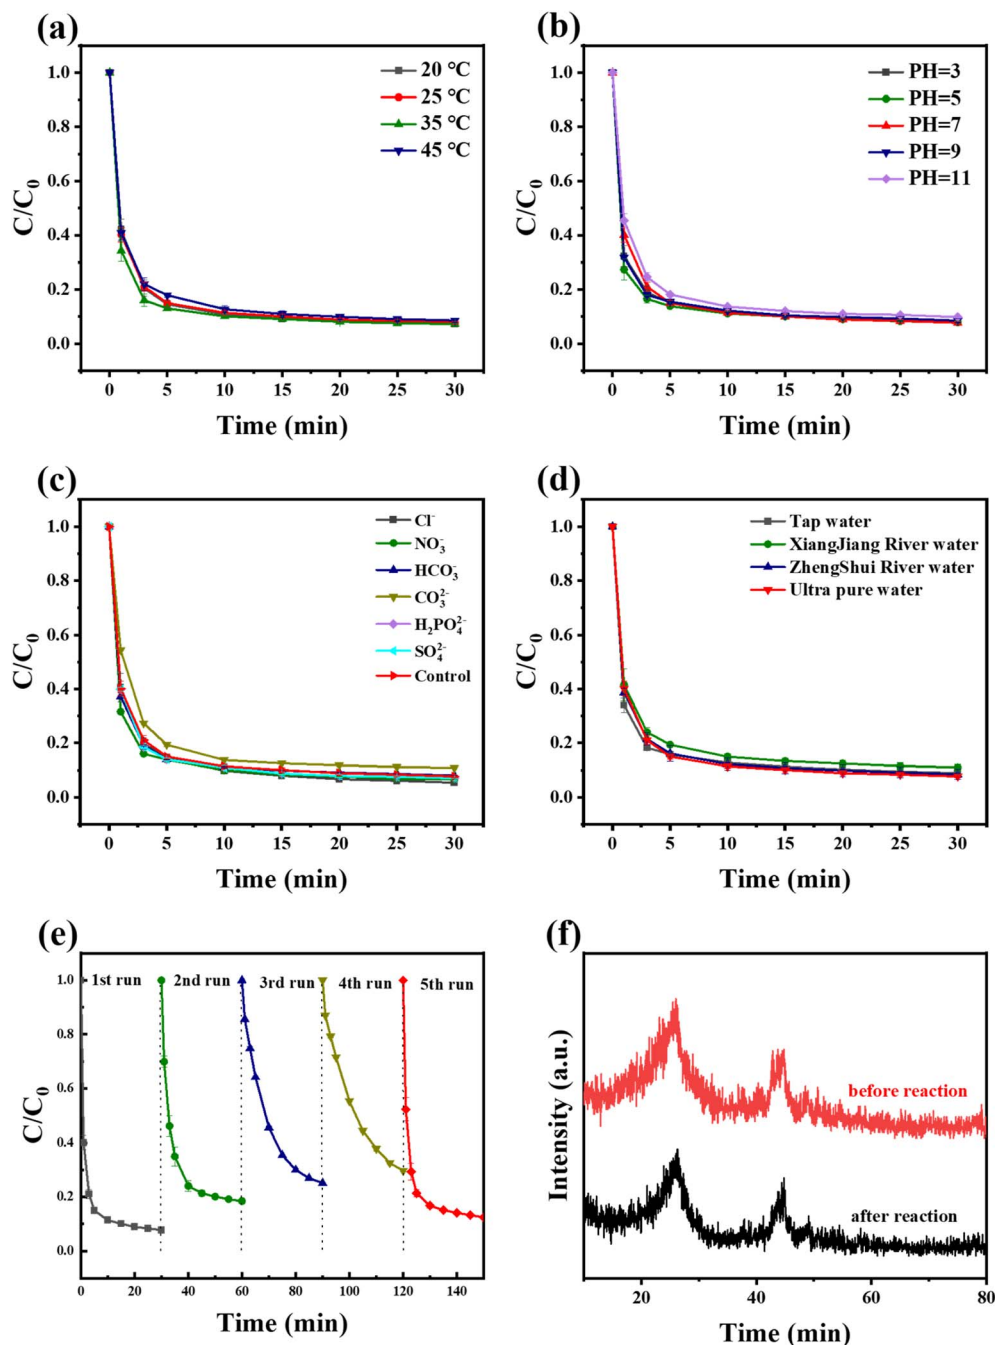 (a)
C/C₀
1.0
0.8
0.6
0.4
0.2
0.0
20 °C
25 °C
35 °C
45 °C
0 5 10 15 20 25 30
Time (min)
(b)
C/C₀
1.0
0.8
0.6
0.4
0.2
0.0
PH=3
PH=5
PH=7
PH=9
PH=11
0 5 10 15 20 25 30
Time (min)
(c)
C/C₀
1.0
0.8
0.6
0.4
0.2
0.0
Cl⁻
NO₃⁻
HCO₃⁻
CO₃²⁻
H₂PO₄²⁻
SO₄²⁻
Control
0 5 10 15 20 25 30
Time (min)
(d)
C/C₀
1.0
0.8
0.6
0.4
0.2
0.0
Tap water
XiangJiang River water
ZhengShui River water
Ultra pure water
0 5 10 15 20 25 30
Time (min)
(e)
C/C₀
1.0
0.8
0.6
0.4
0.2
0.0
1st run 2nd run 3rd run 4th run 5th run
0 20 40 60 80 100 120 140
Time (min)
(f)
Intensity (a.u.)
before reaction
after reaction
20 40 60 80
Time (min)